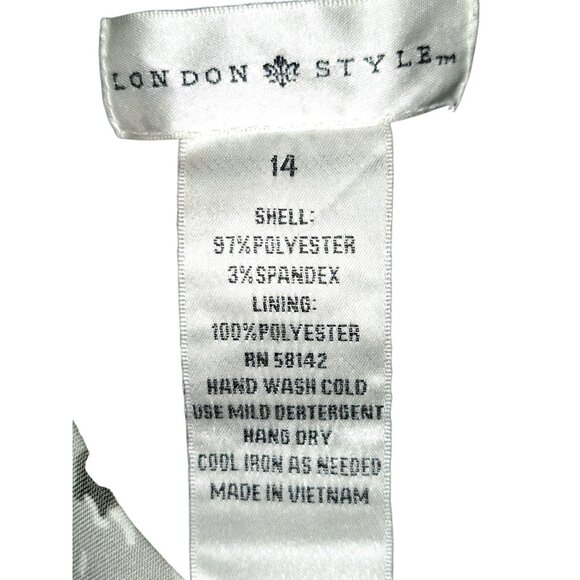 LONDON STYLE™
14
SHELL:
97%POLYESTER
3%SPANDEX
LINING:
100%POLYESTER
RN 58142
HAND WASH COLD
USE MILD DERTERGENT
HANG DRY
COOL IRON AS NEEDED
MADE IN VIETNAM